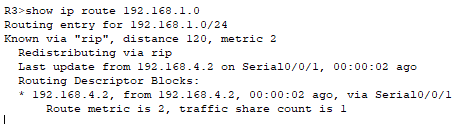 R3>show ip route 192.168.1.0
Routing entry for 192.168.1.0/24
Known via "rip", distance 120, metric 2
Redistributing via rip
Last update from 192.168.4.2 on Serial0/0/1, 00:00:02 ago
Routing Descriptor Blocks:
* 192.168.4.2, from 192.168.4.2, 00:00:02 ago, via Serial0/0/1
Route metric is 2, traffic share count is 1